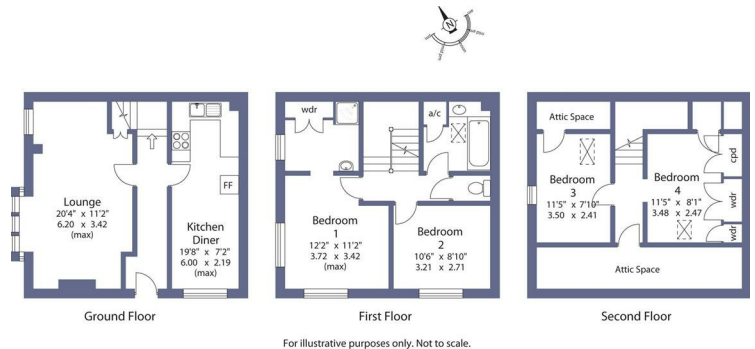 N
Lounge
20'4" x 11'2"
6.20 x 3.42
(max)
Kitchen
Diner
19'8" x 7'2"
6.00 x 2.19
(max)
FF
Ground Floor
wdr
a/c
Bedroom
1
12'2" x 11'2"
3.72 x 3.42
(max)
Bedroom
2
10'6" x 8'10"
3.21 x 2.71
First Floor
Attic Space
Bedroom
3
11'5" x 7'10"
3.50 x 2.41
Bedroom
4
11'5" x 8'1"
3.48 x 2.47
cpd
wdr
wdr
Attic Space
Second Floor
For illustrative purposes only. Not to scale.